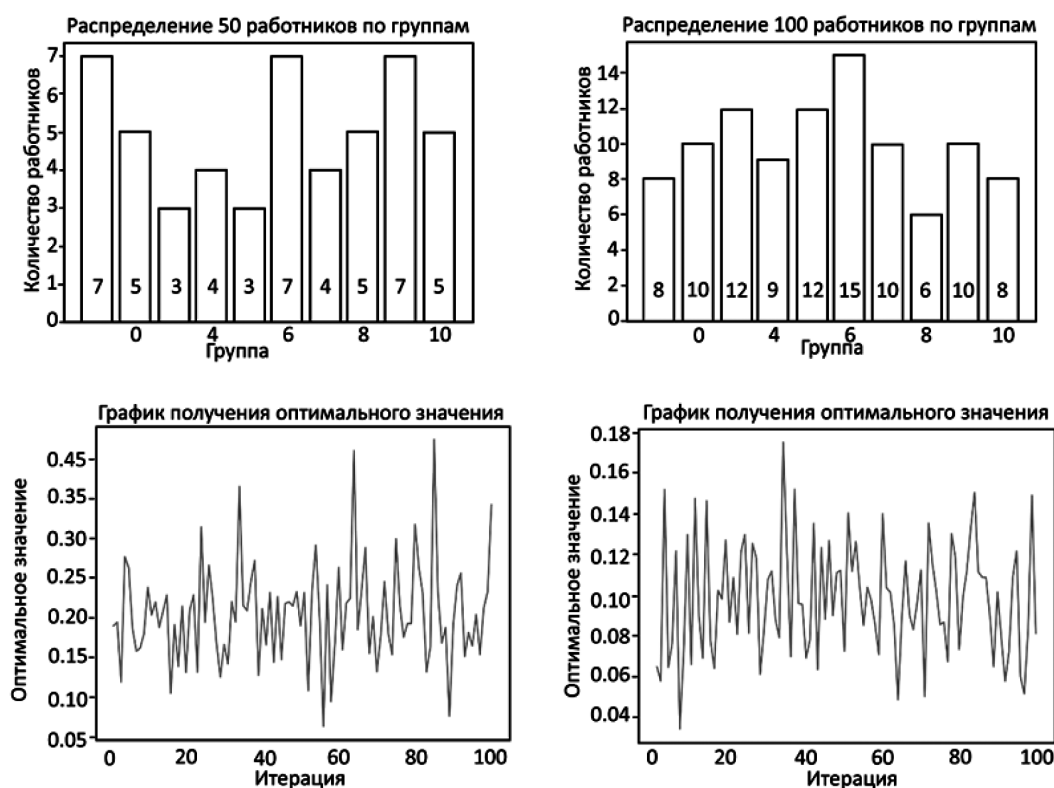 Распределение 50 работников по группам
Количество работников
7
6
5
4
3
2
1
0
7 5 3 4 3 7 4 5 7 5
0 4 6 8 10
Группа
Распределение 100 работников по группам
Количество работников
14
12
10
8
6
4
2
0
8 10 12 9 12 15 10 6 10 8
0 4 6 8 10
Группа
График получения оптимального значения
Оптимальное значение
0.45
0.35
0.30
0.25
0.20
0.15
0.10
0.05
0 20 40 60 80 100
Итерация
График получения оптимального значения
Оптимальное значение
0.18
0.16
0.14
0.12
0.10
0.08
0.06
0.04
0 20 40 60 80 100
Итерация